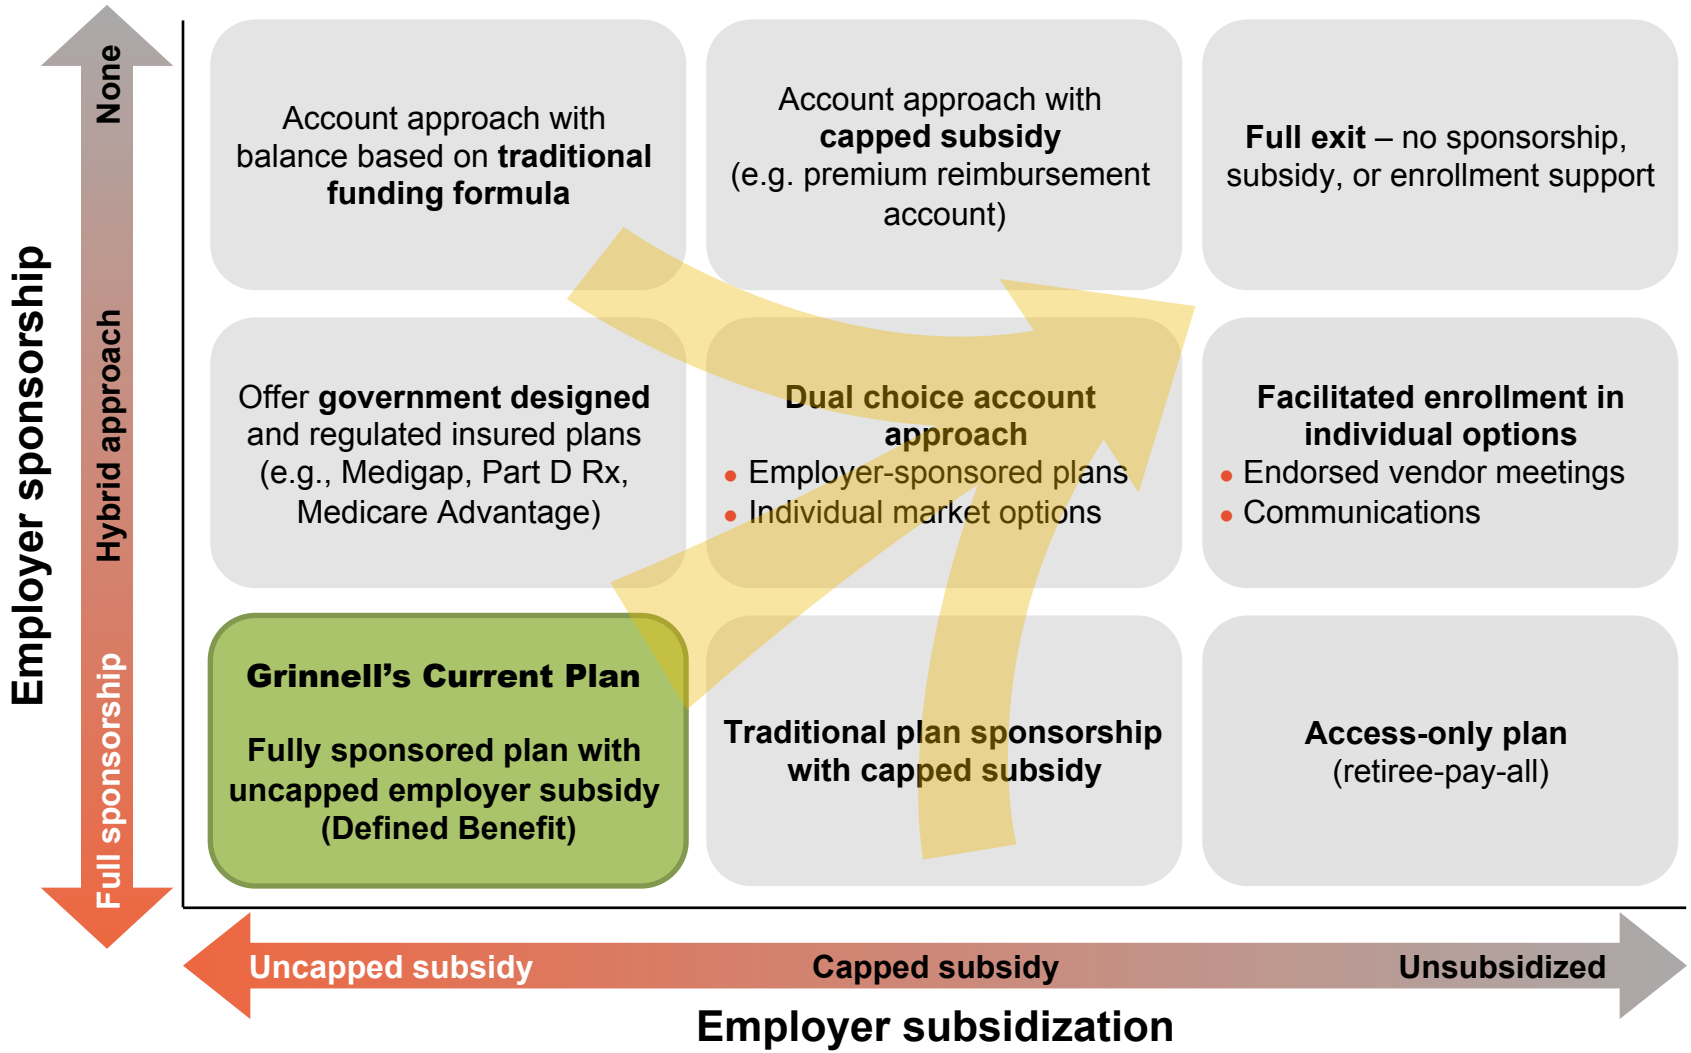 None
Hybrid approach
Full sponsorship
Employer sponsorship
Account approach with
balance based on traditional
funding formula
Account approach with
capped subsidy
(e.g. premium reimbursement
account)
Full exit – no sponsorship,
subsidy, or enrollment support
Offer government designed
and regulated insured plans
(e.g., Medigap, Part D Rx,
Medicare Advantage)
Dual choice account
approach
• Employer-sponsored plans
• Individual market options
Facilitated enrollment in
individual options
• Endorsed vendor meetings
• Communications
Grinnell’s Current Plan
Fully sponsored plan with
uncapped employer subsidy
(Defined Benefit)
Traditional plan sponsorship
with capped subsidy
Access-only plan
(retiree-pay-all)
Uncapped subsidy
Capped subsidy
Unsubsidized
Employer subsidization